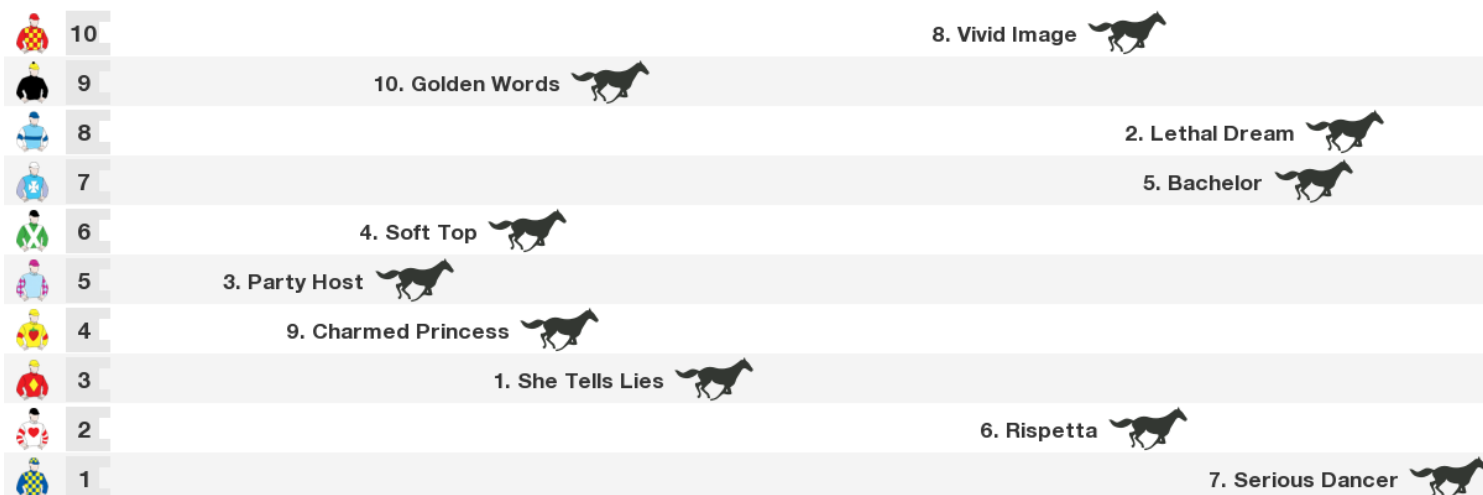 10 8. Vivid Image
9 10. Golden Words
8 2. Lethal Dream
7 5. Bachelor
6 4. Soft Top
5 3. Party Host
4 9. Charmed Princess
3 1. She Tells Lies
2 6. Rispetta
1 7. Serious Dancer